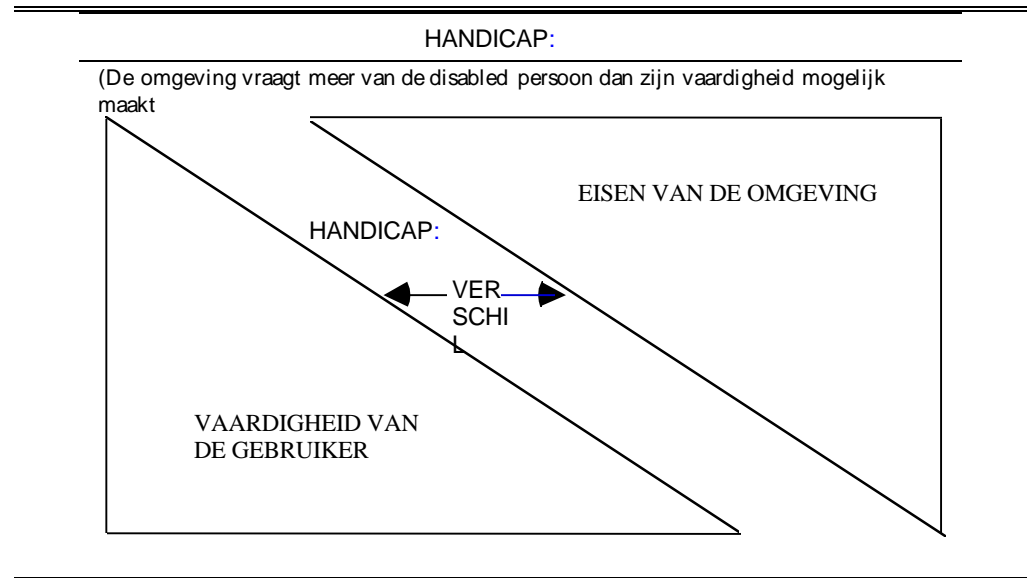 HANDICAP:
(De omgeving vraagt meer van de disabled persoon dan zijn vaardigheid mogelijk
maakt
EISEN VAN DE OMGEVING
HANDICAP:
VER
SCHI
L
VAARDIGHEID VAN
DE GEBRUIKER